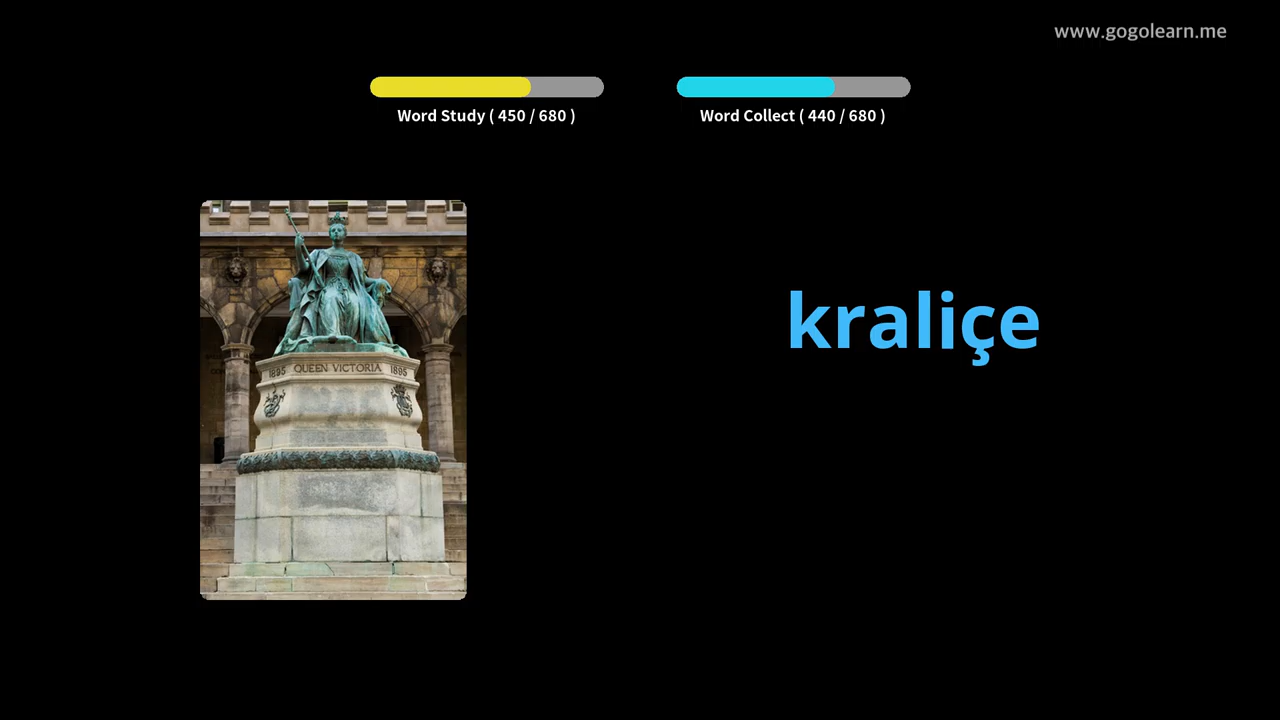 www.gogolearn.me
Word Study ( 450 / 680 )
Word Collect ( 440 / 680 )
kraliçe
1895 QUEEN VICTORIA 1895